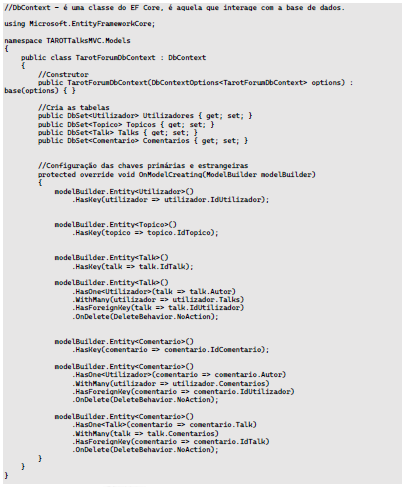 //DbContext - é uma classe do EF Core, é aquela que interage com a base de dados.
using Microsoft.EntityFrameworkCore;
namespace TAROTTalksMVC.Models
{
public class TarotForumDbContext : DbContext
{
//Construtor
public TarotForumDbContext(DbContextOptions<TarotForumDbContext> options) :
base(options) { }
//Cria as tabelas
public DbSet<Utilizador> Utilizadores { get; set; }
public DbSet<Topico> Topicos { get; set; }
public DbSet<Talk> Talks { get; set; }
public DbSet<Comentario> Comentarios { get; set; }
//Configuração das chaves primárias e estrangeiras
protected override void OnModelCreating(ModelBuilder modelBuilder)
{
modelBuilder.Entity<Utilizador>()
.HasKey(utilizador => utilizador.IdUtilizador);
modelBuilder.Entity<Topico>()
.HasKey(topico => topico.IdTopico);
modelBuilder.Entity<Talk>()
.HasKey(talk => talk.IdTalk);
modelBuilder.Entity<Talk>()
.HasOne<Utilizador>(talk => talk.Autor)
.WithMany(utilizador => utilizador.Talks)
.HasForeignKey(talk => talk.IdUtilizador)
.OnDelete(DeleteBehavior.NoAction);
modelBuilder.Entity<Comentario>()
.HasKey(comentario => comentario.IdComentario);
modelBuilder.Entity<Comentario>()
.HasOne<Utilizador>(comentario => comentario.Autor)
.WithMany(utilizador => utilizador.Comentarios)
.HasForeignKey(comentario => comentario.IdUtilizador)
.OnDelete(DeleteBehavior.NoAction);
modelBuilder.Entity<Comentario>()
.HasOne<Talk>(comentario => comentario.Talk)
.WithMany(talk => talk.Comentarios)
.HasForeignKey(comentario => comentario.IdTalk)
.OnDelete(DeleteBehavior.NoAction);
}
}
}